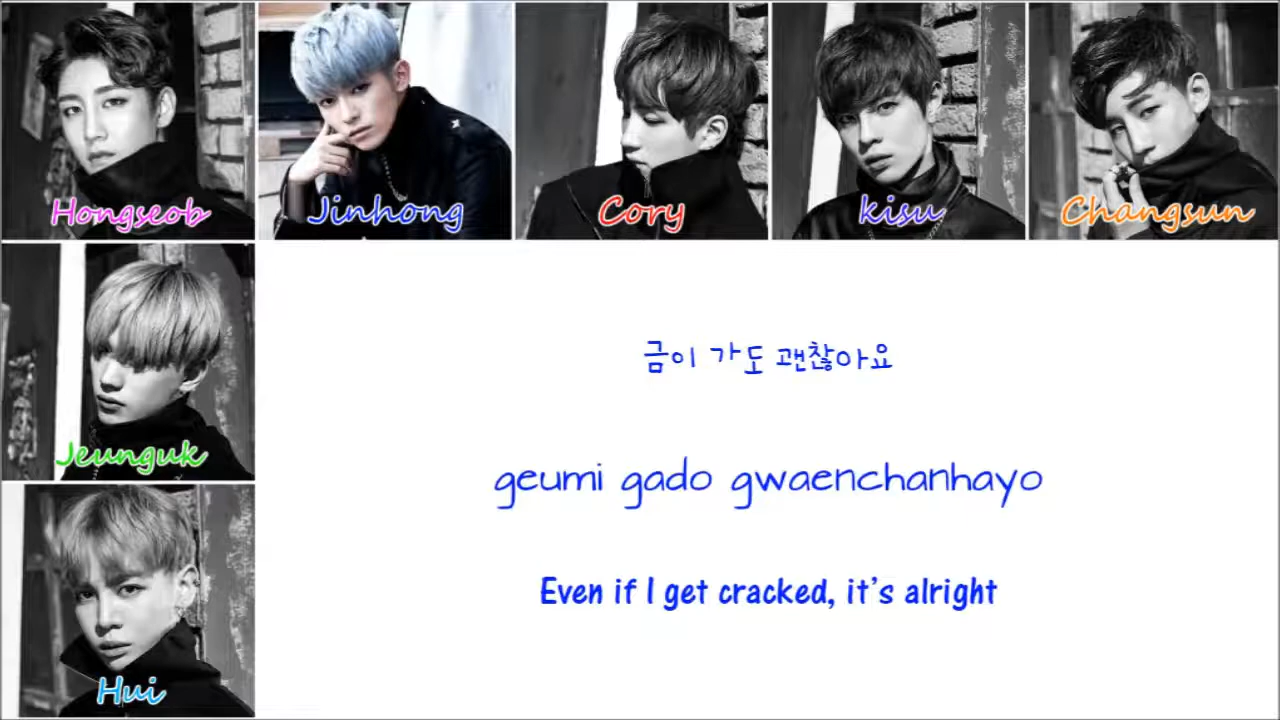 Hongseob
Jinhong
Cory
kisu
Changsun
Jeunguk
Hui
금이 가도 괜찮아요
geumi gado gwaenchanhayo
Even if I get cracked, it's alright